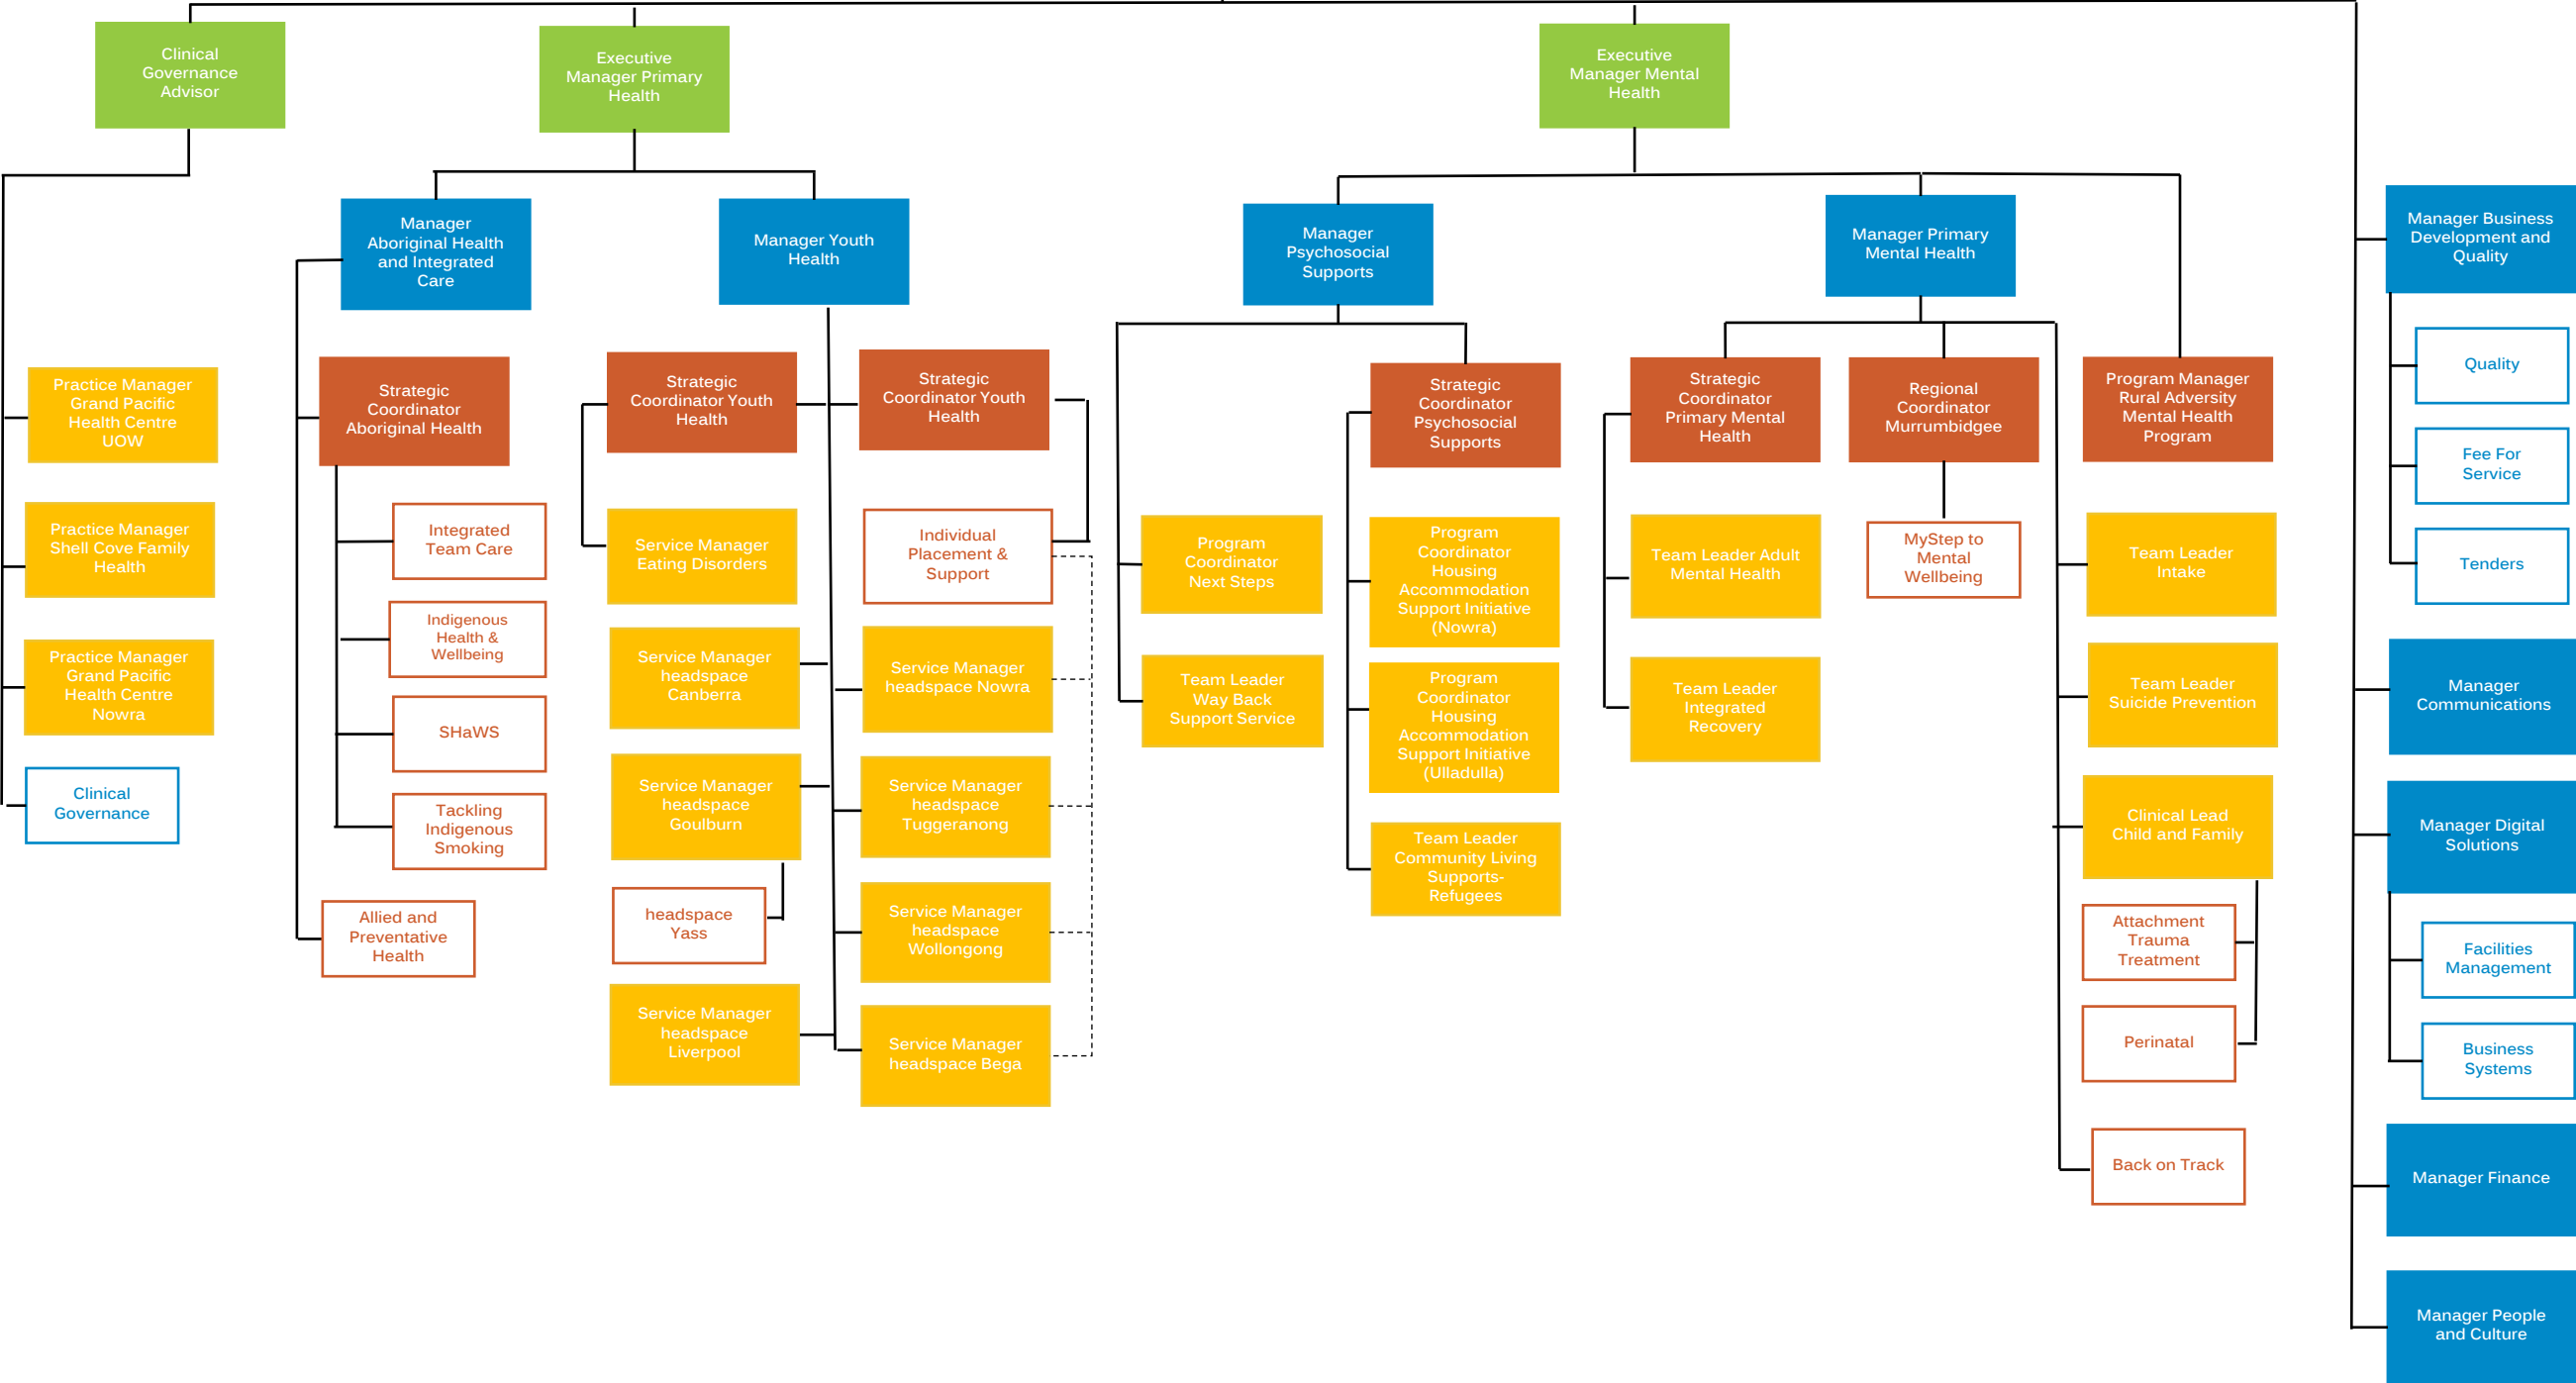 Clinical
Governance
Advisor
Executive
Manager Primary
Health
Executive
Manager Mental
Health
Manager
Aboriginal Health
and Integrated
Care
Manager Youth
Health
Manager
Psychosocial
Supports
Manager Primary
Mental Health
Manager Business
Development and
Quality
Practice Manager
Grand Pacific
Health Centre
UOW
Practice Manager
Shell Cove Family
Health
Practice Manager
Grand Pacific
Health Centre
Nowra
Clinical
Governance
Strategic
Coordinator
Aboriginal Health
Integrated
Team Care
Indigenous
Health &
Wellbeing
SHaWS
Tackling
Indigenous
Smoking
Allied and
Preventative
Health
Strategic
Coordinator Youth
Health
Service Manager
Eating Disorders
Service Manager
headspace
Canberra
Service Manager
headspace
Goulburn
headspace
Yass
Service Manager
headspace
Liverpool
Strategic
Coordinator Youth
Health
Individual
Placement &
Support
Service Manager
headspace Nowra
Service Manager
headspace
Tuggeranong
Service Manager
headspace
Wollongong
Service Manager
headspace Bega
Program
Coordinator
Next Steps
Team Leader
Way Back
Support Service
Strategic
Coordinator
Psychosocial
Supports
Program
Coordinator
Housing
Accommodation
Support Initiative
(Nowra)
Program
Coordinator
Housing
Accommodation
Support Initiative
(Ulladulla)
Team Leader
Community Living
Supports-
Refugees
Strategic
Coordinator
Primary Mental
Health
Team Leader Adult
Mental Health
Team Leader
Integrated
Recovery
Regional
Coordinator
Murrumbidgee
MyStep to
Mental
Wellbeing
Program Manager
Rural Adversity
Mental Health
Program
Team Leader
Intake
Team Leader
Suicide Prevention
Clinical Lead
Child and Family
Attachment
Trauma
Treatment
Perinatal
Back on Track
Quality
Fee For
Service
Tenders
Manager
Communications
Manager Digital
Solutions
Facilities
Management
Business
Systems
Manager Finance
Manager People
and Culture